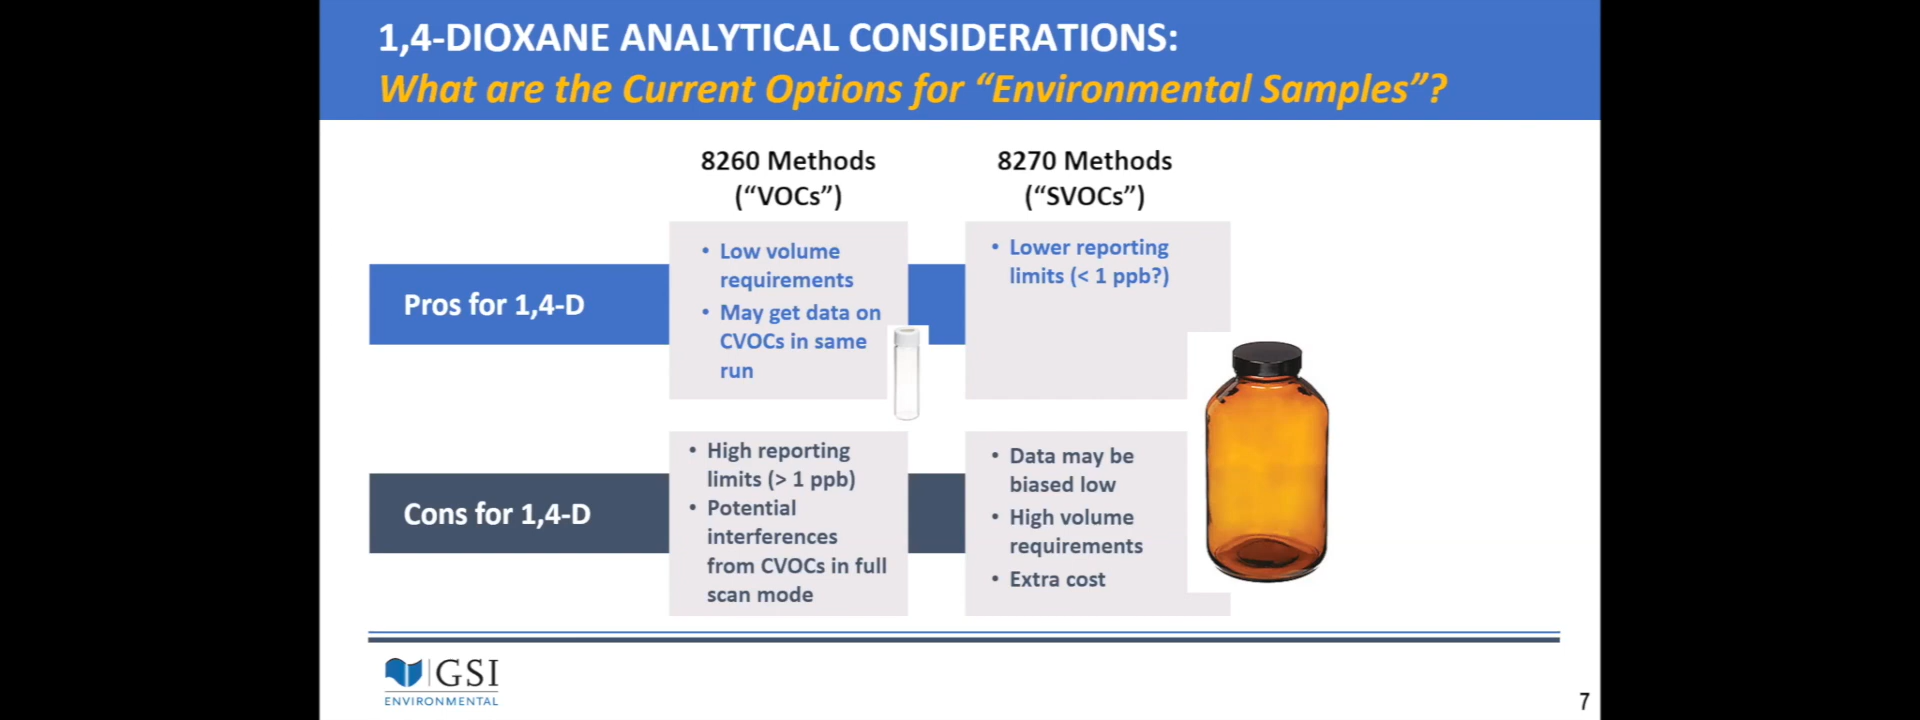 1,4-DIOXANE ANALYTICAL CONSIDERATIONS:
What are the Current Options for “Environmental Samples”?
8260 Methods
(“VOCs”)
8270 Methods
(“SVOCs”)
Pros for 1,4-D
• Low volume
requirements
• May get data on
CVOCs in same
run
• Lower reporting
limits (< 1 ppb?)
Cons for 1,4-D
• High reporting
limits (> 1 ppb)
• Potential
interferences
from CVOCs in full
scan mode
• Data may be
biased low
• High volume
requirements
• Extra cost
GSI
ENVIRONMENTAL
7